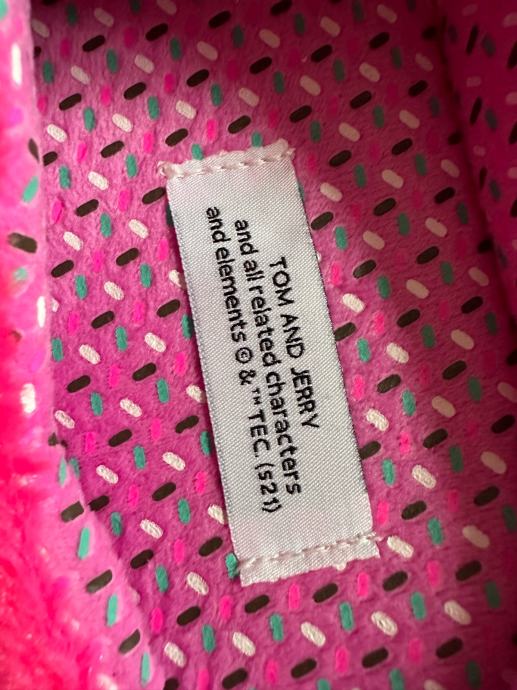 TOM AND JERRY
and all related characters
and elements © &™ TEC. (s21)